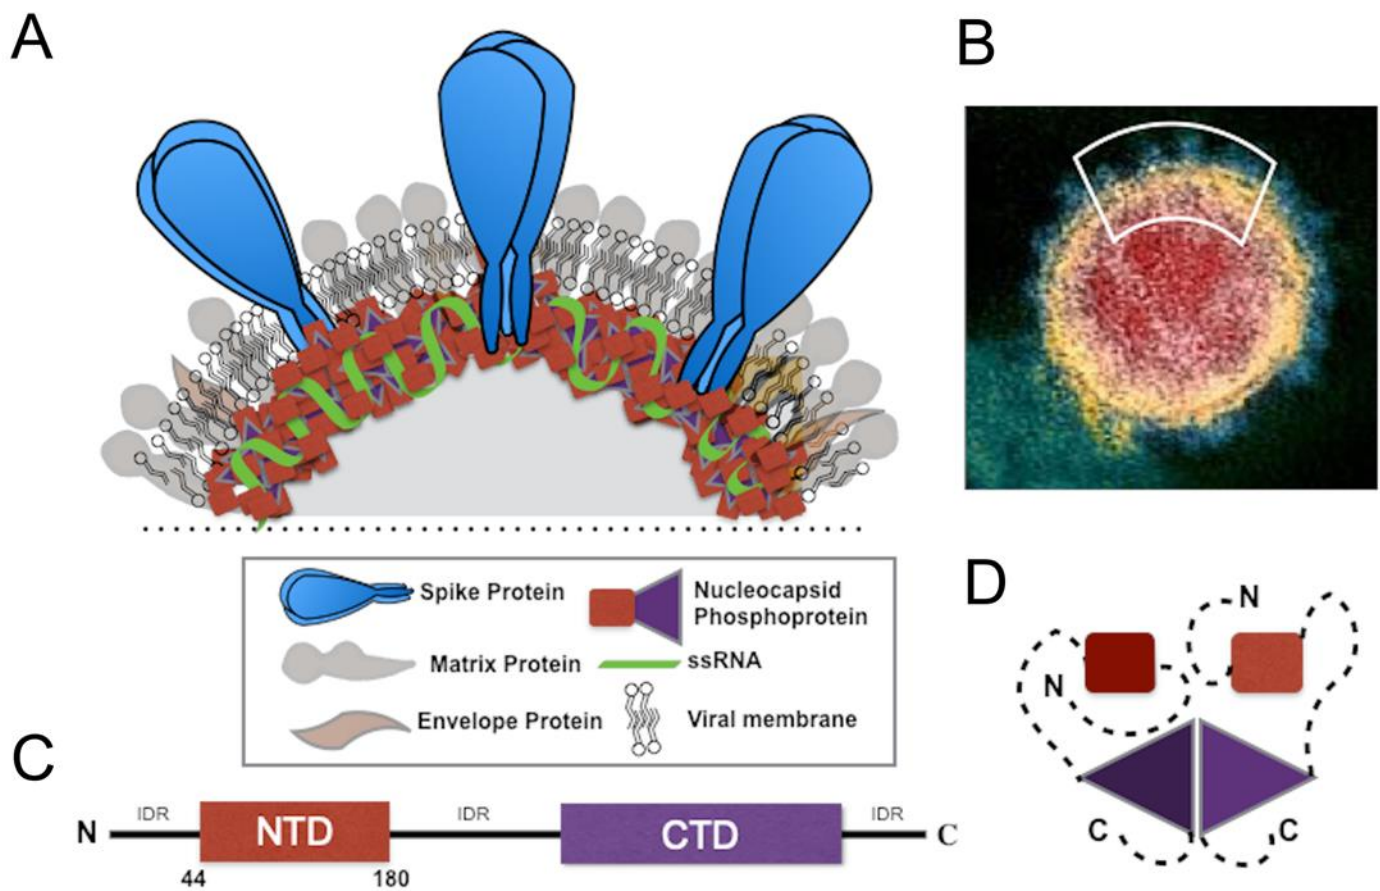 A
B
Spike Protein
Nucleocapsid
Phosphoprotein
Matrix Protein
ssRNA
Envelope Protein
Viral membrane
C
N
IDR
NTD
IDR
CTD
IDR
C
44
180
D
N
N
C
C